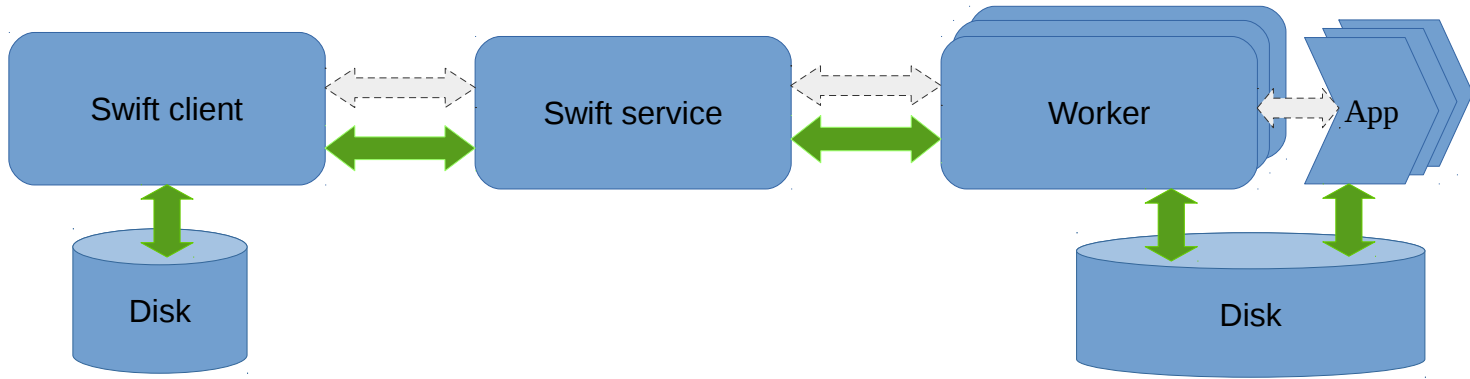 Swift client
Swift service
Worker
App
Disk
Disk